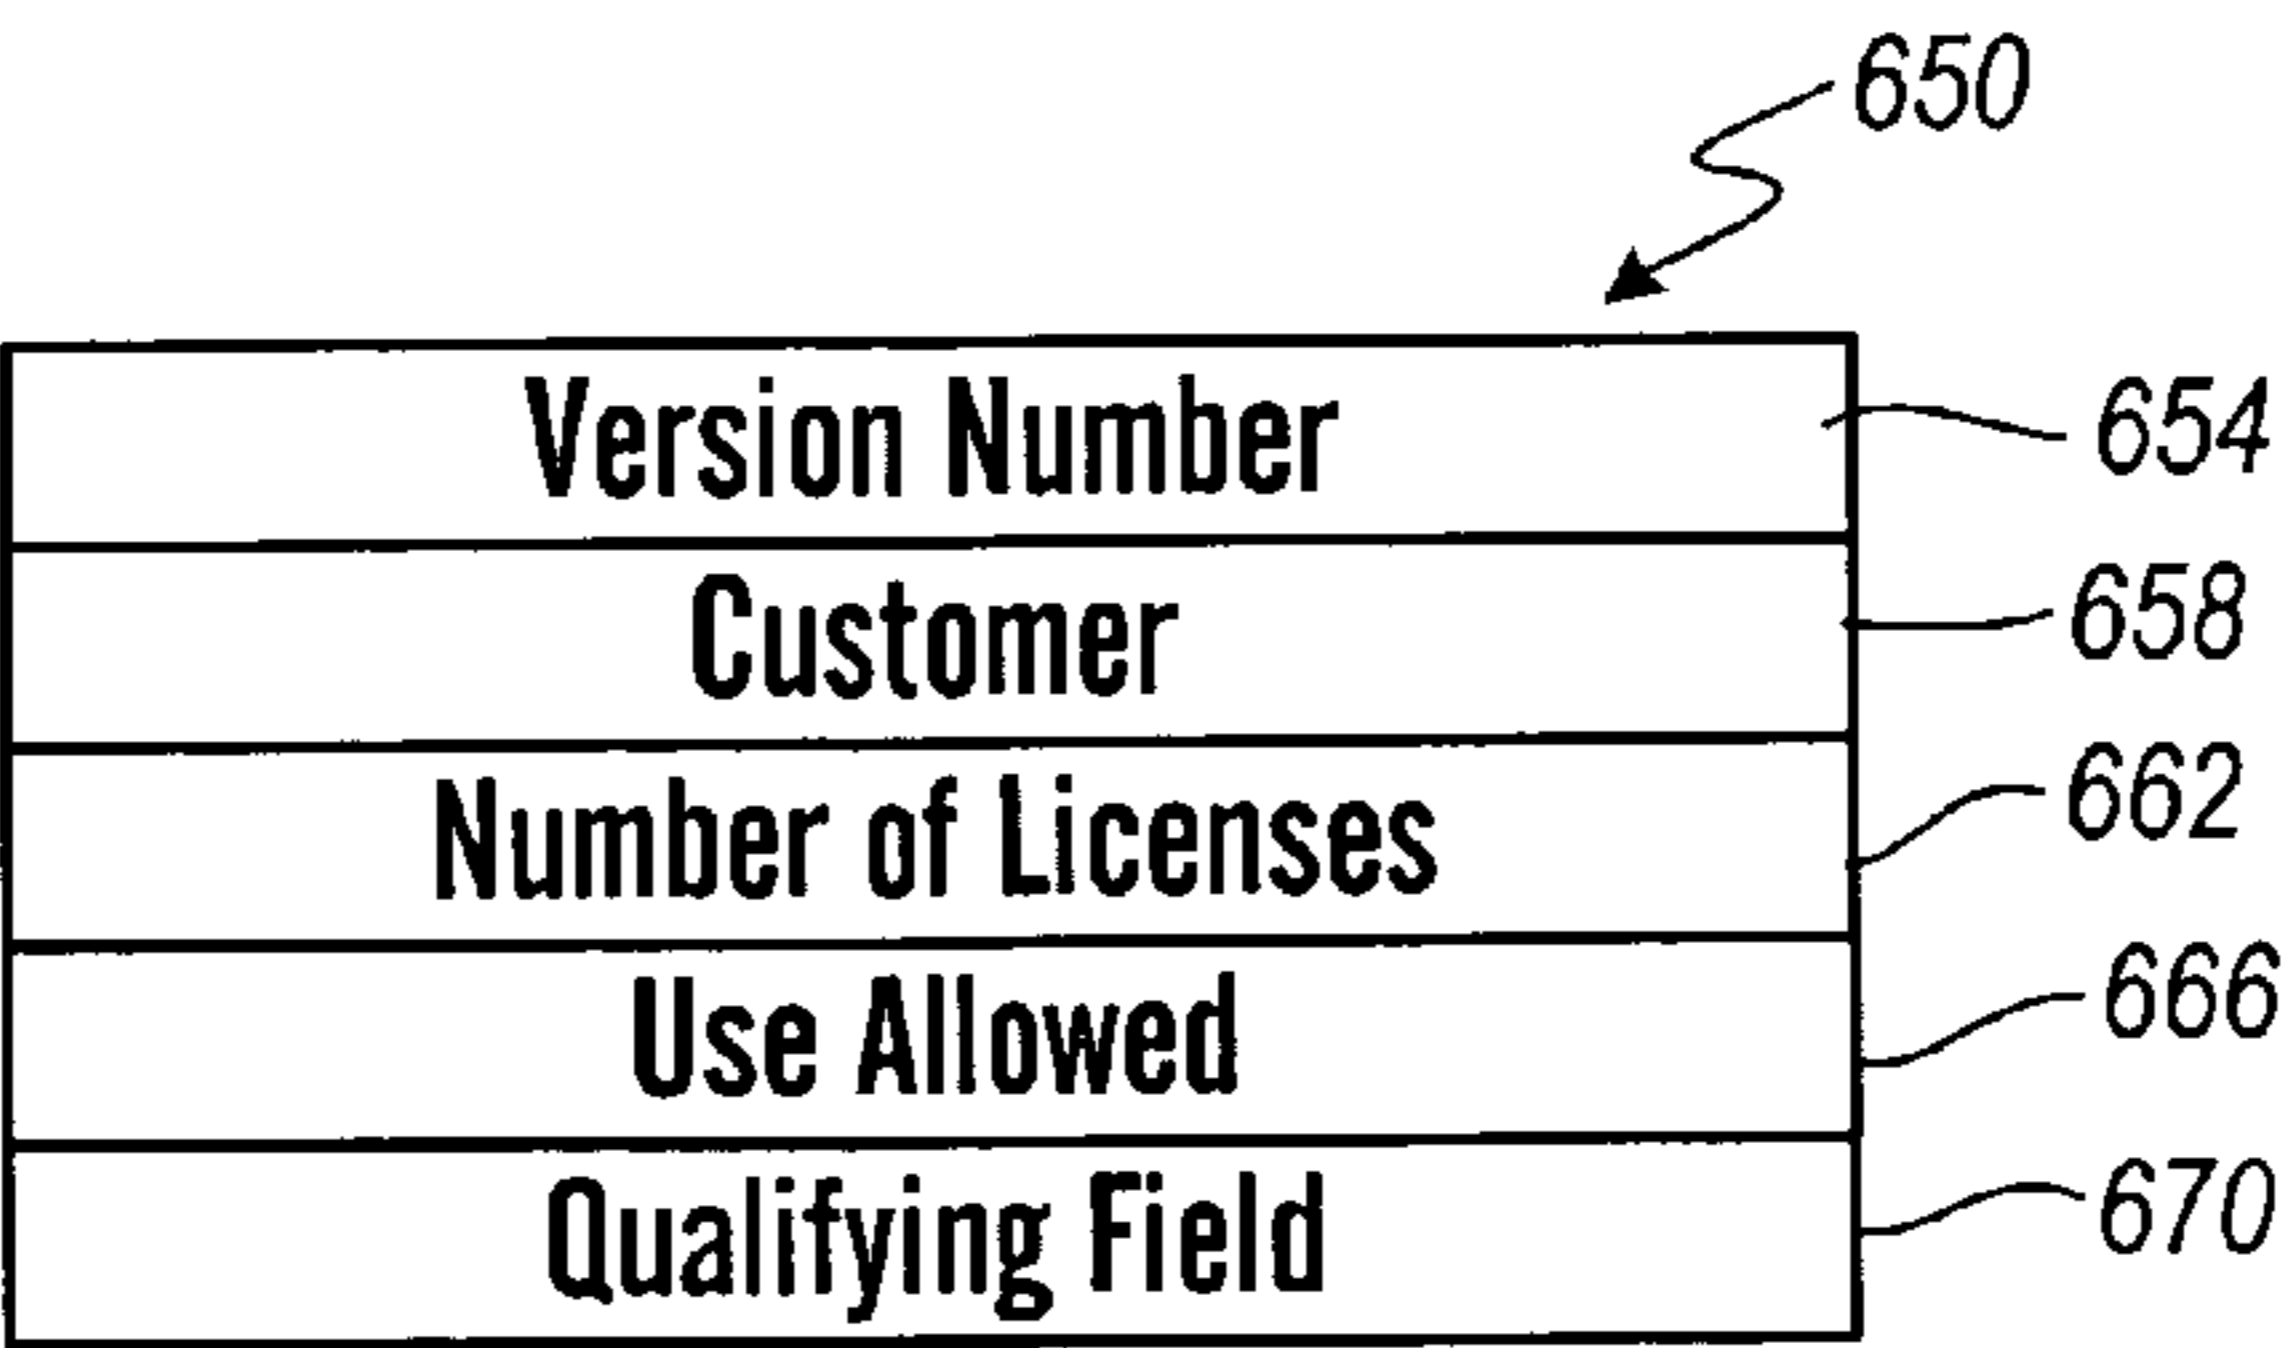 650
Version Number 654
Customer 658
Number of Licenses 662
Use Allowed 666
Qualifying Field 670